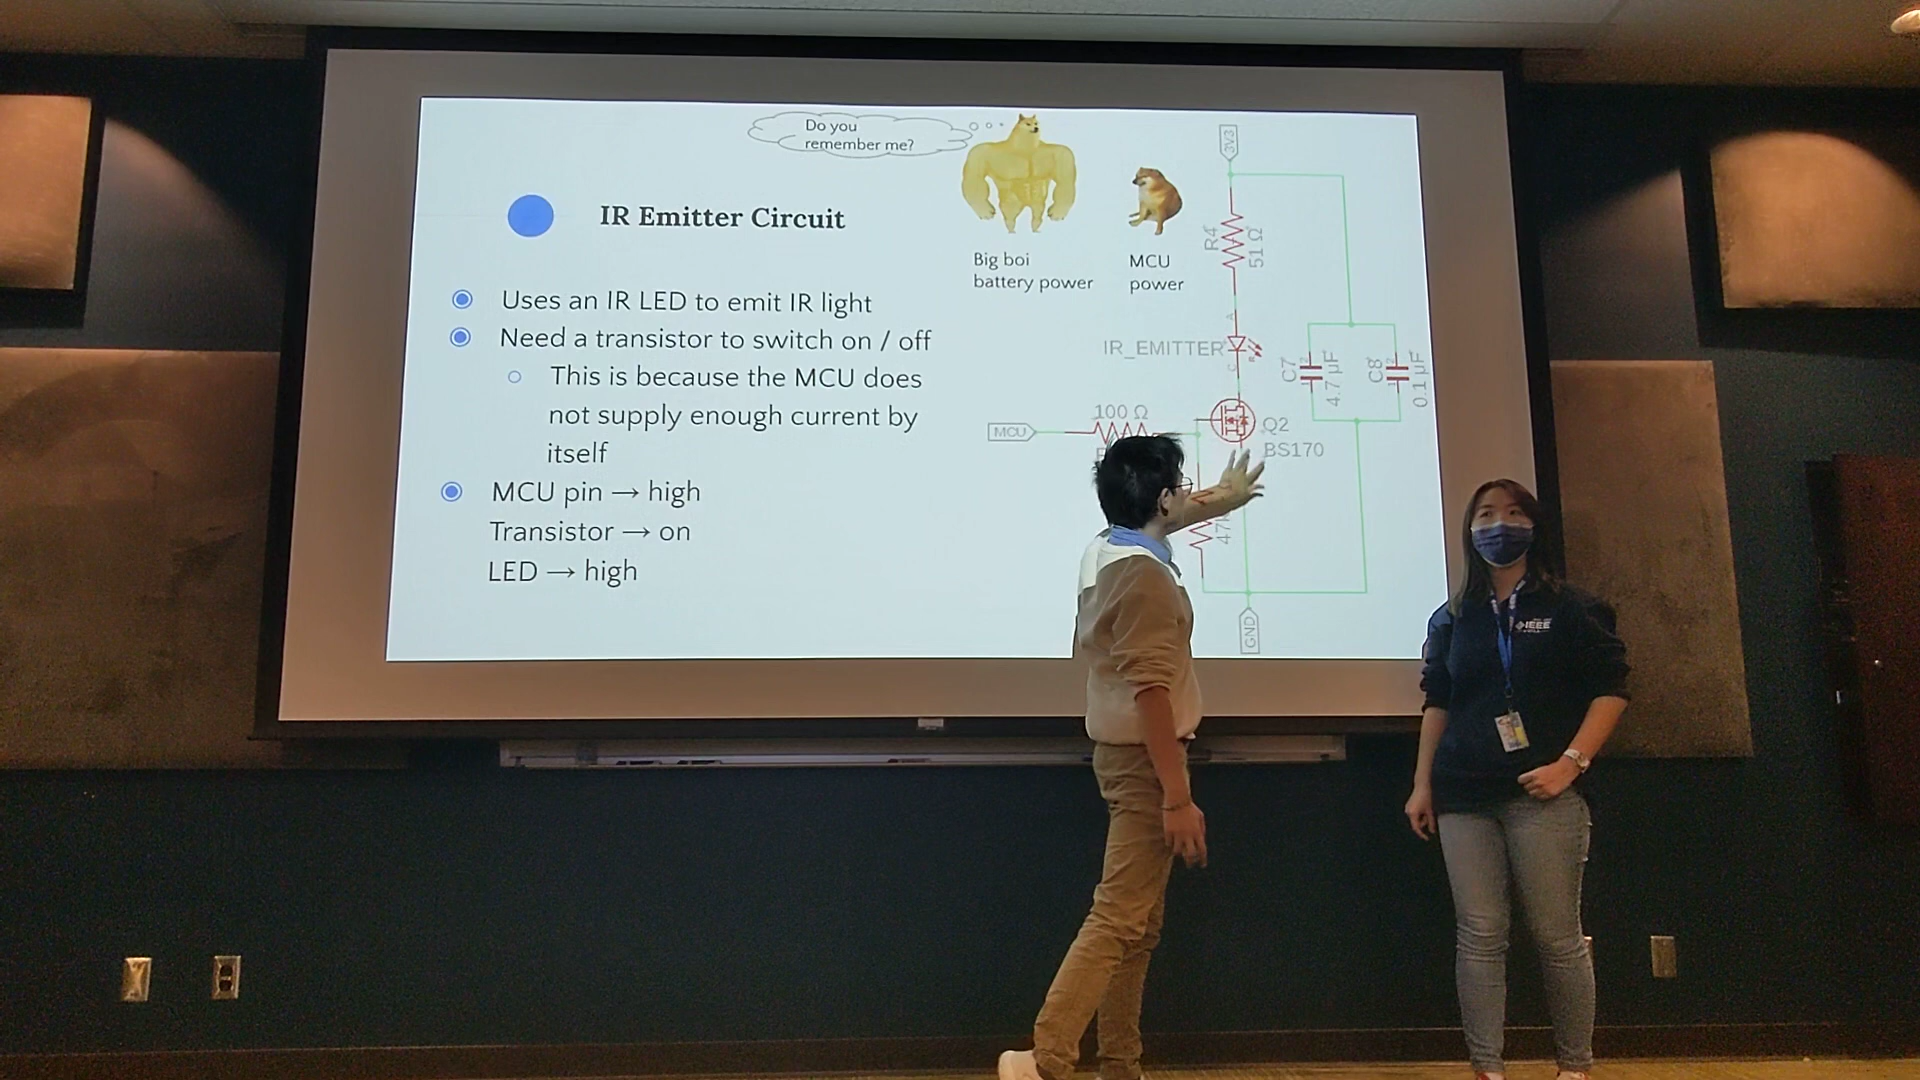 Do you
remember me?
IR Emitter Circuit
Big boi
battery power
MCU
power
Uses an IR LED to emit IR light
Need a transistor to switch on / off
This is because the MCU does
not supply enough current by
itself
MCU pin → high
Transistor → on
LED → high
3V3
R4
51 Ω
IR_EMITTER
A
C
C7
4.7 µF
C8
0.1 µF
100 Ω
MCU
Q2
BS170
GND
IEEE